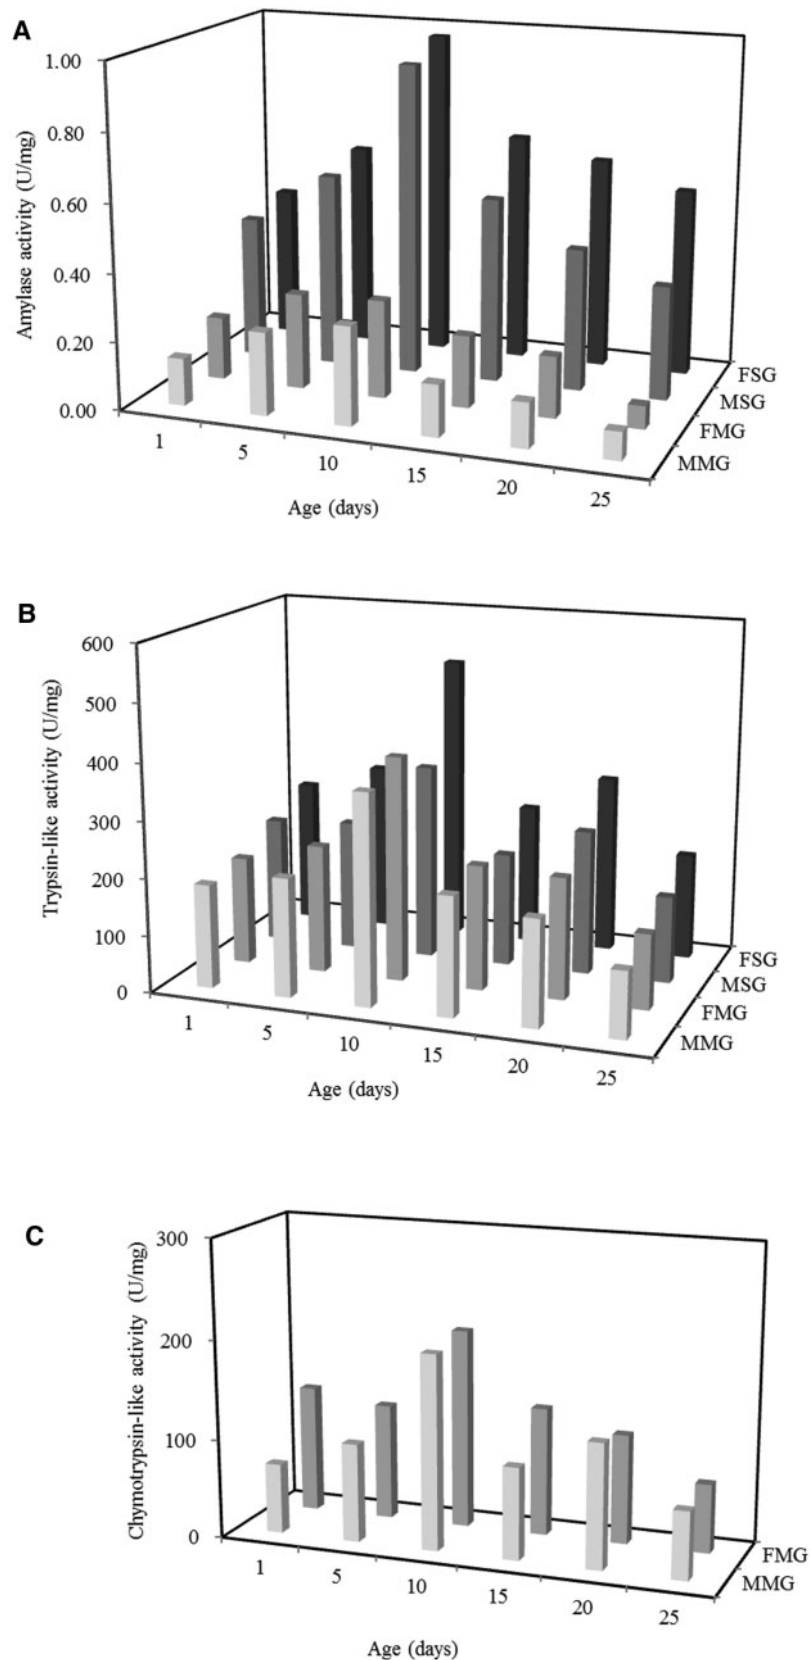 A
Amylase activity (U/mg)
1.00
0.80
0.60
0.40
0.20
0.00
1
5
10
15
20
25
FSG
MSG
FMG
MMG
Age (days)
B
Trypsin-like activity (U/mg)
600
500
400
300
200
100
0
1
5
10
15
20
25
FSG
MSG
FMG
MMG
Age (days)
C
Chymotrypsin-like activity (U/mg)
300
200
100
0
1
5
10
15
20
25
FMG
MMG
Age (days)